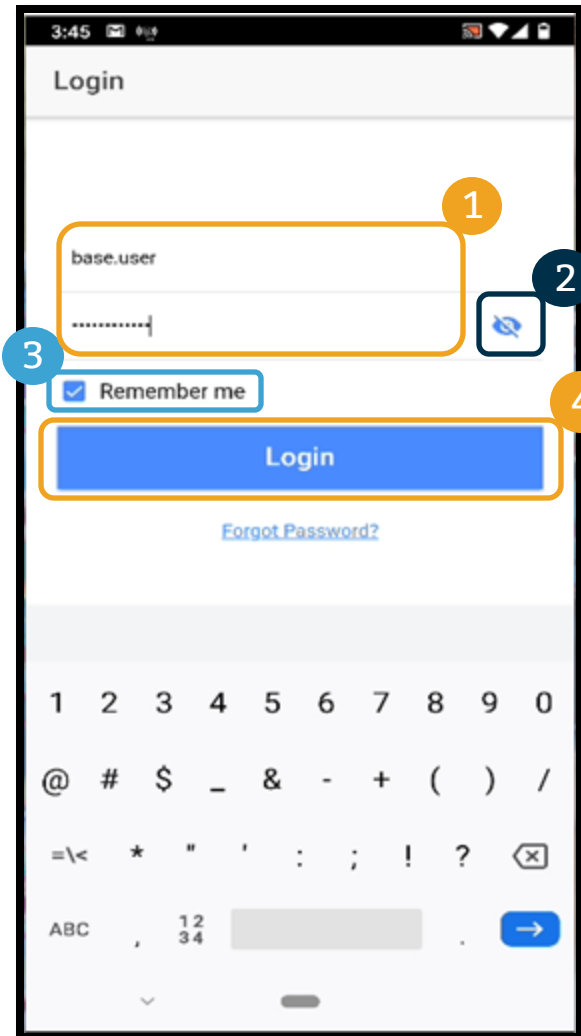 3:45
Login
1
base.user
2
............
3
Remember me
4
Login
Forgot Password?
1 2 3 4 5 6 7 8 9 0
@ # $ _ & - + ( ) /
=\< * " ' : ; ! ?
ABC , 12 34 .